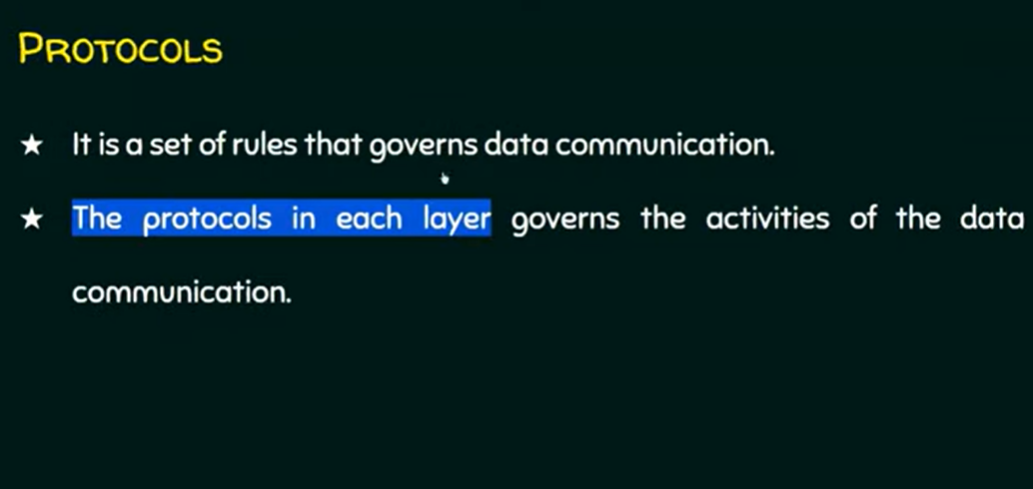 PROTOCOLS
★ It is a set of rules that governs data communication.
★ The protocols in each layer governs the activities of the data
communication.